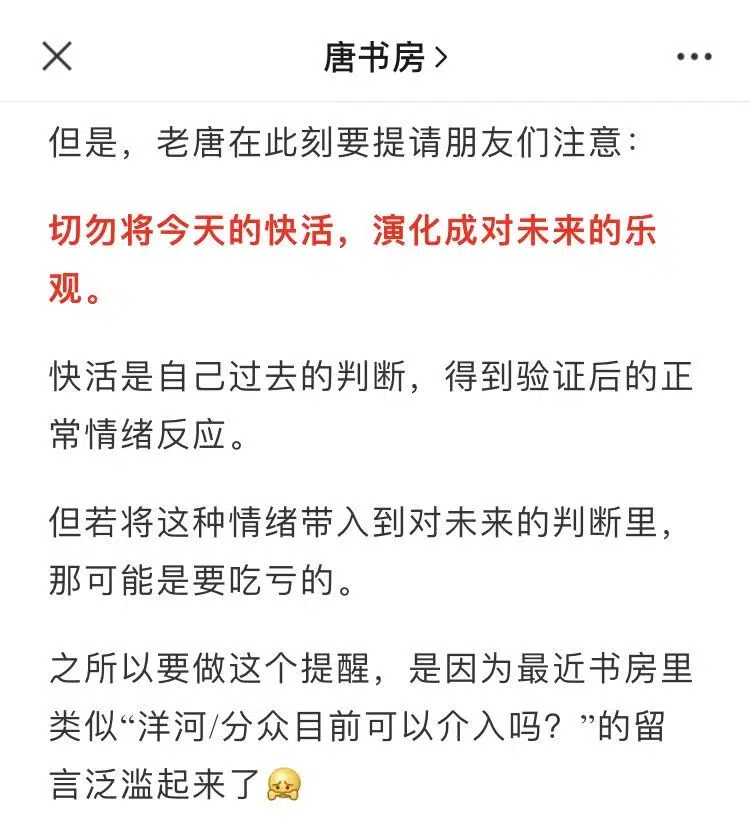 唐书房
但是，老唐在此刻要提请朋友们注意：
切勿将今天的快活，演化成对未来的乐
观。
快活是自己过去的判断，得到验证后的正
常情绪反应。
但若将这种情绪带入到对未来的判断里，
那可能是要吃亏的。
之所以要做这个提醒，是因为最近书房里
类似“洋河/分众目前可以介入吗？”的留
言泛滥起来了